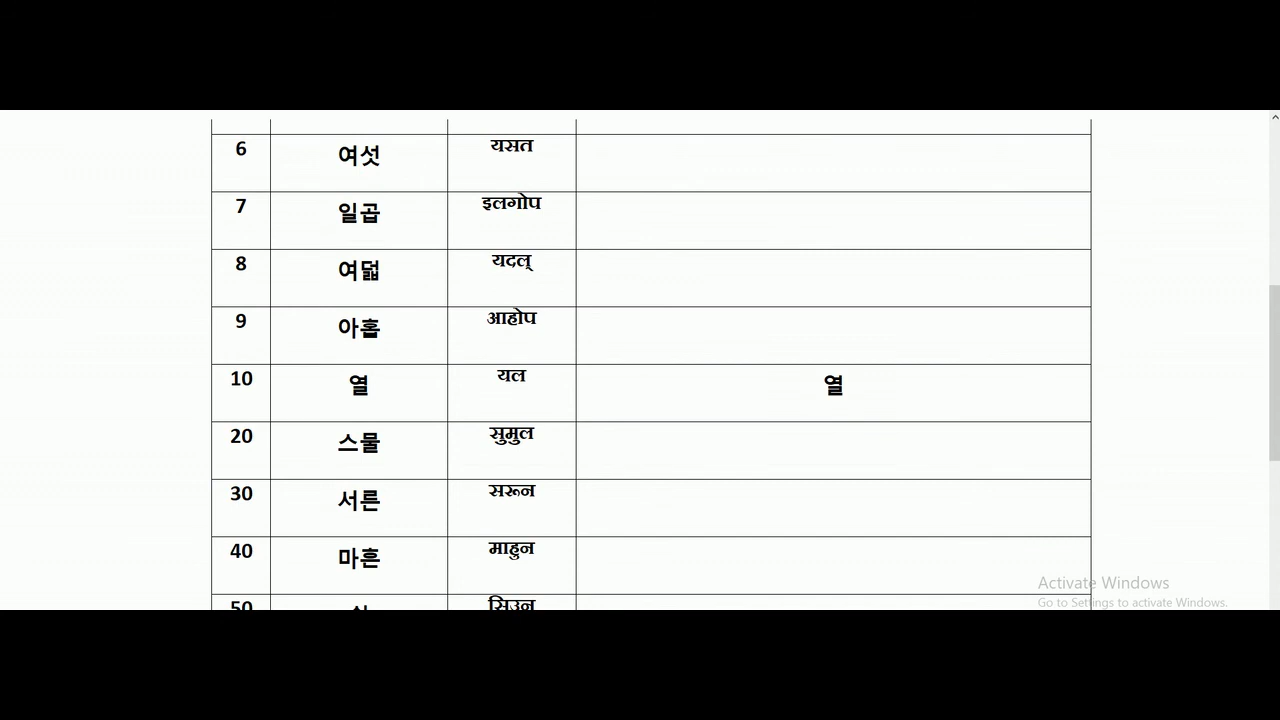 6 여섯 यसत
7 일곱 इलगोप
8 여덟 यदल्
9 아홉 आहोप
10 열 यल 열
20 스물 सुमुल
30 서른 सरून
40 마흔 माहुन
50 सिउन
Activate Windows
Go to Settings to activate Windows.